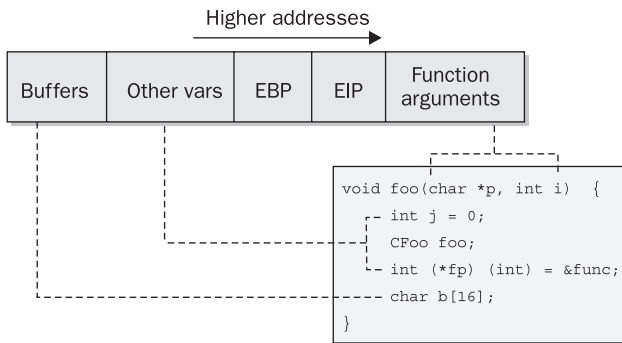 Higher addresses
Buffers
Other vars
EBP
EIP
Function
arguments
void foo(char *p, int i)  {
int j = 0;
CFoo foo;
int (*fp) (int) = &func;
char b[16];
}